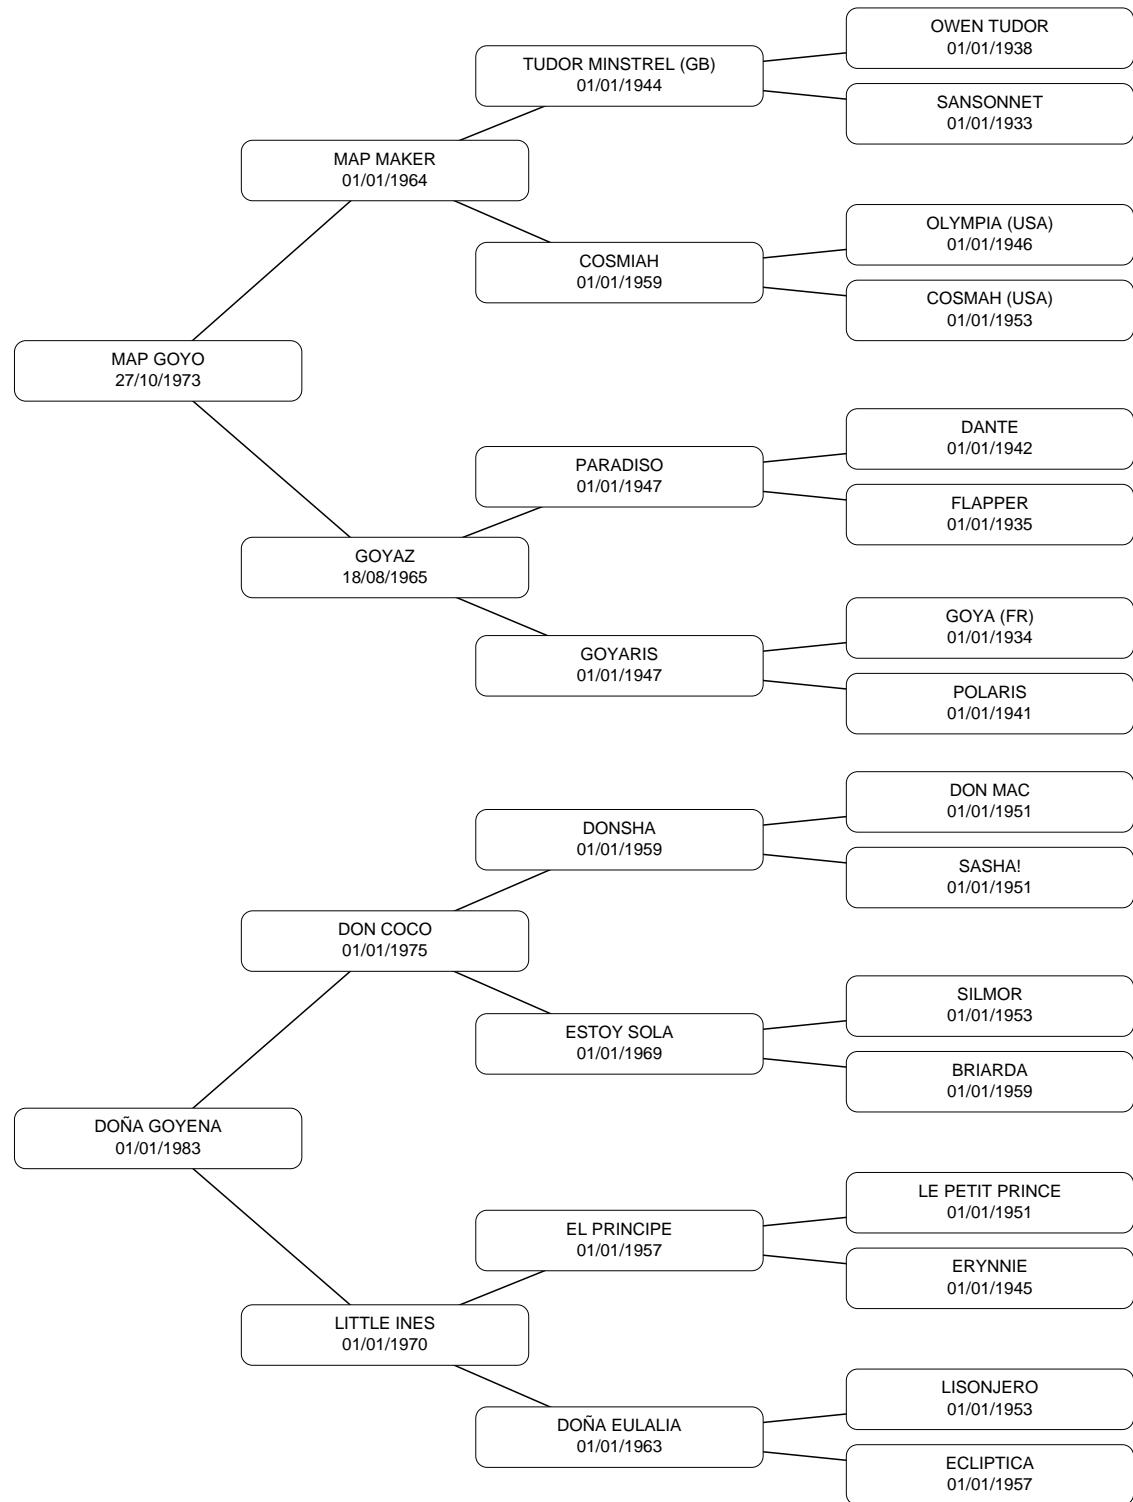 OWEN TUDOR
01/01/1938
TUDOR MINSTREL (GB)
01/01/1944
SANSONNET
01/01/1933
MAP MAKER
01/01/1964
OLYMPIA (USA)
01/01/1946
COSMIAH
01/01/1959
COSMAH (USA)
01/01/1953
MAP GOYO
27/10/1973
DANTE
01/01/1942
PARADISO
01/01/1947
FLAPPER
01/01/1935
GOYAZ
18/08/1965
GOYA (FR)
01/01/1934
GOYARIS
01/01/1947
POLARIS
01/01/1941
DON MAC
01/01/1951
DONSHA
01/01/1959
SASHA!
01/01/1951
DON COCO
01/01/1975
SILMOR
01/01/1953
ESTOY SOLA
01/01/1969
BRIARDA
01/01/1959
DOÑA GOYENA
01/01/1983
LE PETIT PRINCE
01/01/1951
EL PRINCIPE
01/01/1957
ERYNNIE
01/01/1945
LITTLE INES
01/01/1970
LISONJERO
01/01/1953
DOÑA EULALIA
01/01/1963
ECLIPTICA
01/01/1957